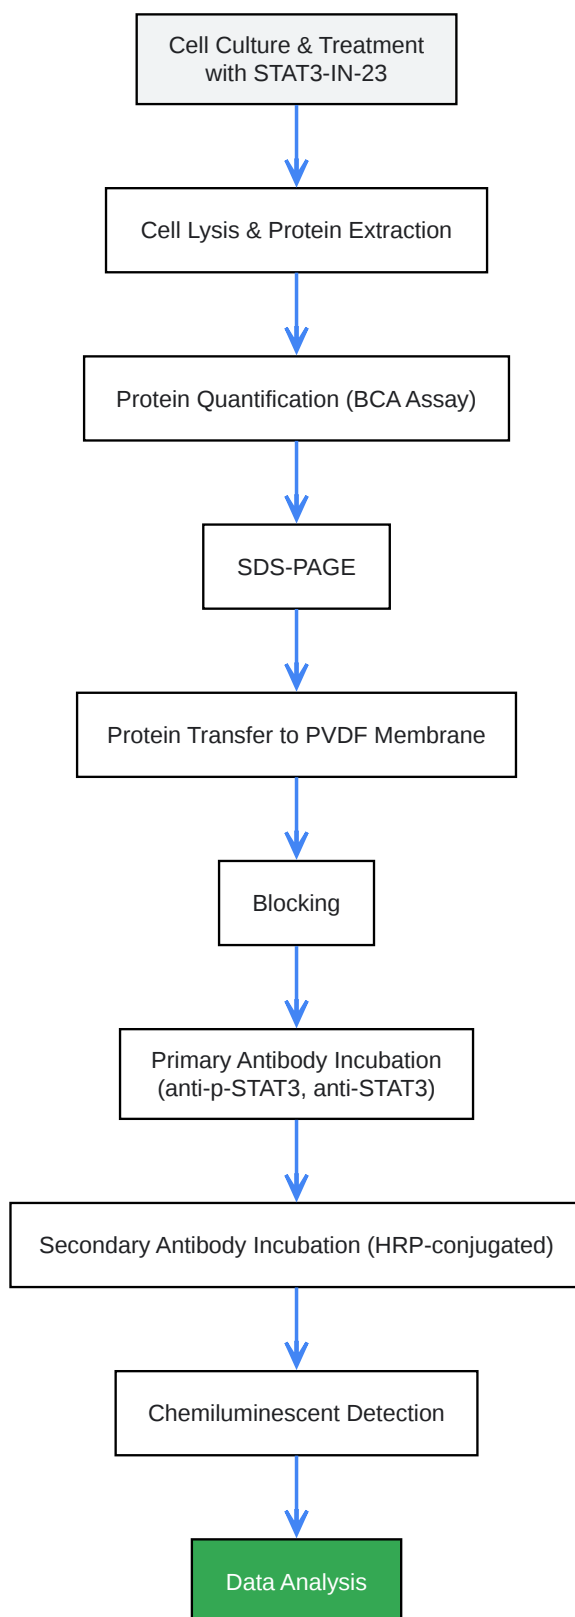 Cell Culture & Treatment
with STAT3-IN-23
Cell Lysis & Protein Extraction
Protein Quantification (BCA Assay)
SDS-PAGE
Protein Transfer to PVDF Membrane
Blocking
Primary Antibody Incubation
(anti-p-STAT3, anti-STAT3)
Secondary Antibody Incubation (HRP-conjugated)
Chemiluminescent Detection
Data Analysis